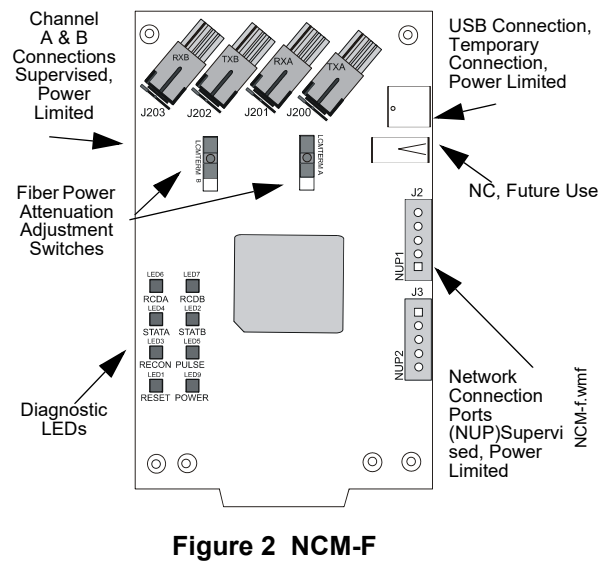 Channel
A & B
Connections
Supervised,
Power
Limited
USB Connection,
Temporary
Connection,
Power Limited
RXB
TXB
RXA
TXA
J203
J202
J201
J200
LCMTERM B
LCMTERM A
NC, Future Use
Fiber Power
Attenuation
Adjustment
Switches
J2
NUP1
J3
NUP2
LED6
LED7
RCDA
RCDB
LED4
LED2
STATA
STATB
LED3
LED5
RECON
PULSE
LED1
LED9
RESET
POWER
Diagnostic
LEDs
Network
Connection
Ports
(NUP)Supervi
sed, Power
Limited
NCM-f.wmf
Figure 2 NCM-F